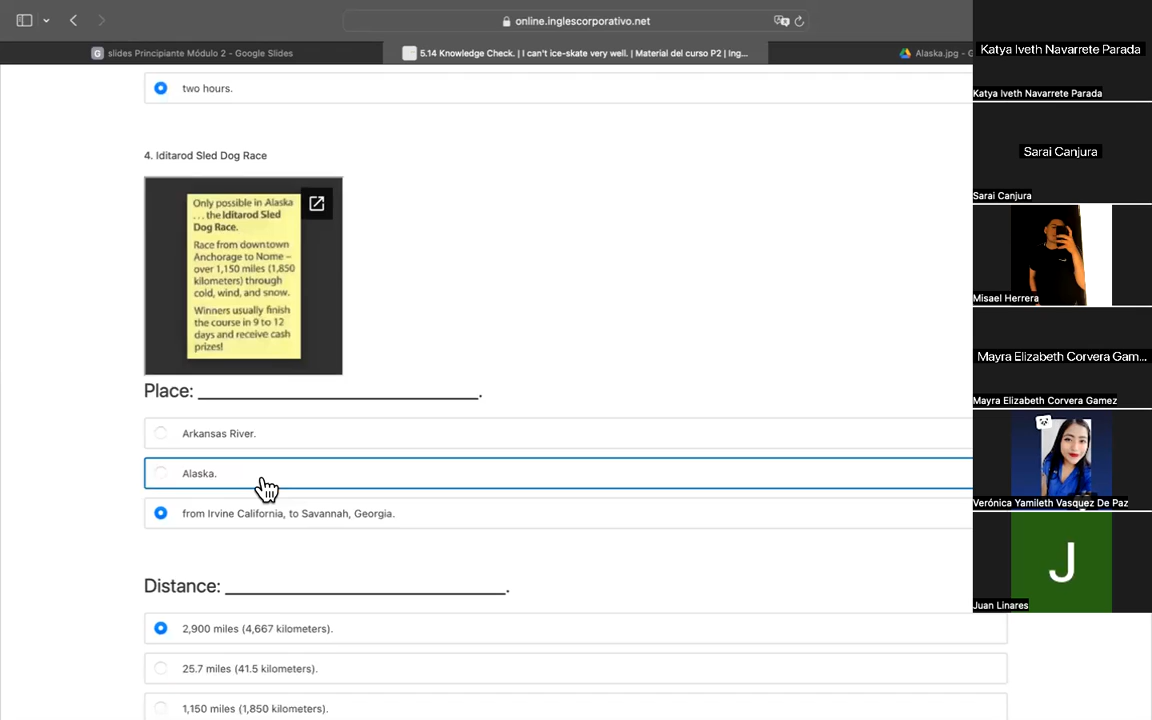 online.inglescorporativo.net
slides Principiante Módulo 2 - Google Slides
5.14 Knowledge Check. | I can't ice-skate very well. | Material del curso P2 | Ing...
Alaska.jpg - G
two hours.
4. Iditarod Sled Dog Race
Only possible in Alaska
... the Iditarod Sled
Dog Race.
Race from downtown
Anchorage to Nome –
over 1,150 miles (1,850
kilometers) through
cold, wind, and snow.
Winners usually finish
the course in 9 to 12
days and receive cash
prizes!
Place: ____________________________.
Arkansas River.
Alaska.
from Irvine California, to Savannah, Georgia.
Distance: ____________________________.
2,900 miles (4,667 kilometers).
25.7 miles (41.5 kilometers).
1,150 miles (1,850 kilometers).
Katya Iveth Navarrete Parada
Katya Iveth Navarrete Parada
Sarai Canjura
Sarai Canjura
Misael Herrera
Mayra Elizabeth Corvera Gam...
Mayra Elizabeth Corvera Gamez
Verónica Yamileth Vasquez De Paz
J
Juan Linares